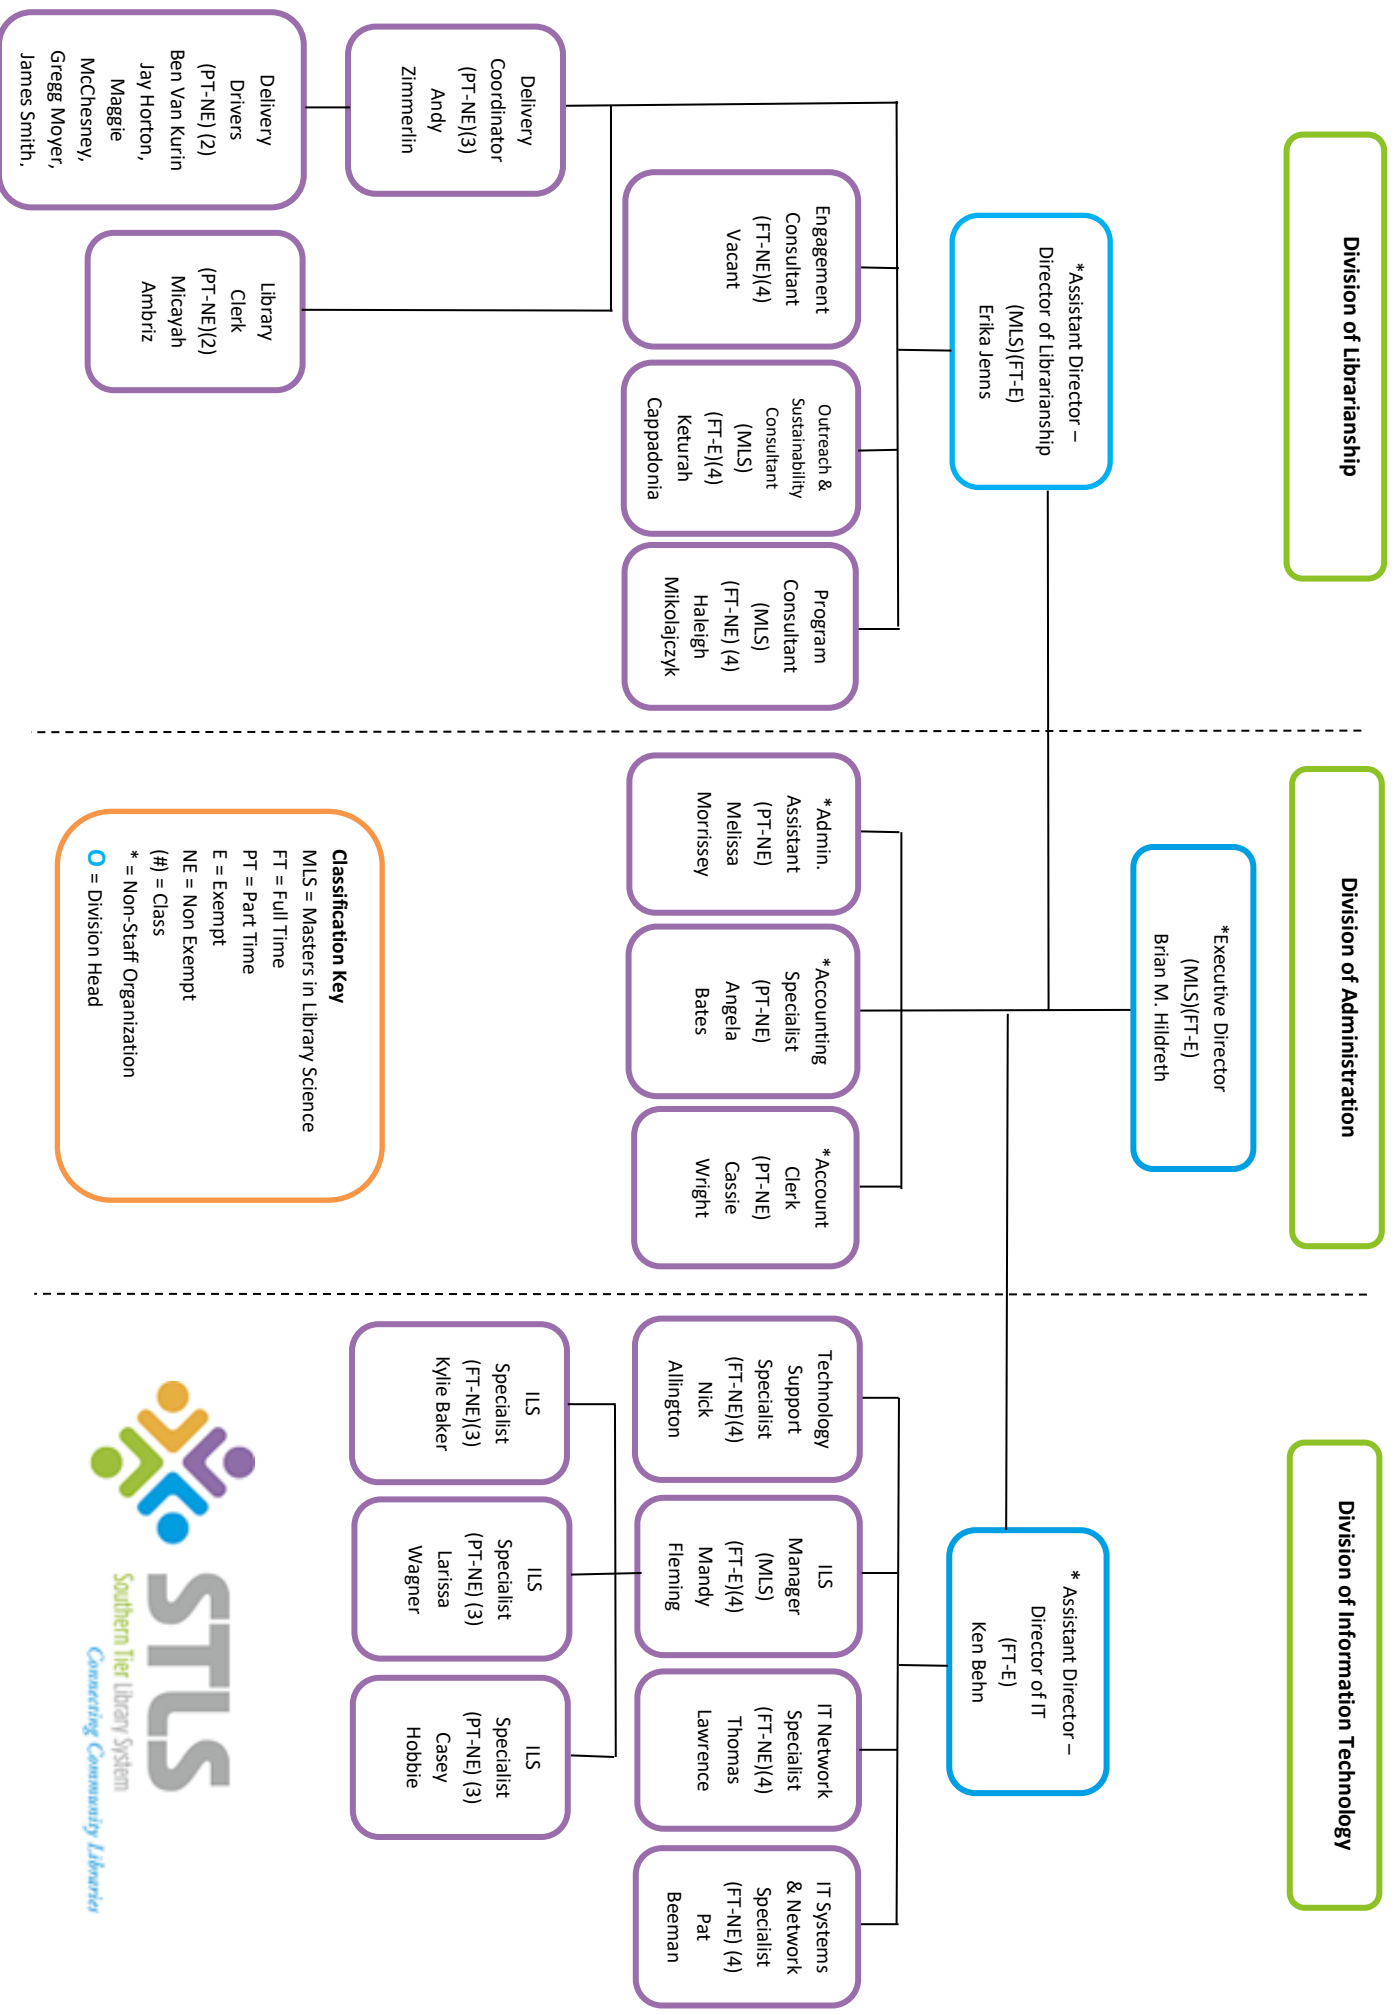 Division of Librarianship
Division of Administration
Division of Information Technology
*Executive Director
(MLS)(FT-E)
Brian M. Hildreth
*Assistant Director –
Director of Librarianship
(MLS)(FT-E)
Erika Jenns
* Assistant Director –
Director of IT
(FT-E)
Ken Behn
Engagement
Consultant
(FT-NE)(4)
Vacant
Outreach &
Sustainability
Consultant
(MLS)
(FT-E)(4)
Keturah
Cappadonia
Program
Consultant
(MLS)
(FT-NE) (4)
Haleigh
Mikolajczyk
*Admin.
Assistant
(PT-NE)
Melissa
Morrissey
*Accounting
Specialist
(PT-NE)
Angela
Bates
*Account
Clerk
(PT-NE)
Cassie
Wright
Technology
Support
Specialist
(FT-NE)(4)
Nick
Allington
ILS
Manager
(MLS)
(FT-E)(4)
Mandy
Fleming
IT Network
Specialist
(FT-NE)(4)
Thomas
Lawrence
IT Systems
& Network
Specialist
(FT-NE) (4)
Pat
Beeman
Delivery
Coordinator
(PT-NE)(3)
Andy
Zimmerlin
ILS
Specialist
(FT-NE)(3)
Kylie Baker
ILS
Specialist
(PT-NE) (3)
Larissa
Wagner
ILS
Specialist
(PT-NE) (3)
Casey
Hobbie
Delivery
Drivers
(PT-NE) (2)
Ben Van Kurin
Jay Horton,
Maggie
McChesney,
Gregg Moyer,
James Smith,
Library
Clerk
(PT-NE)(2)
Micayah
Ambriz
Classification Key
MLS = Masters in Library Science
FT = Full Time
PT = Part Time
E = Exempt
NE = Non Exempt
(#) = Class
* = Non-Staff Organization
O = Division Head
STLS
Southern Tier Library System
Connecting Community Libraries